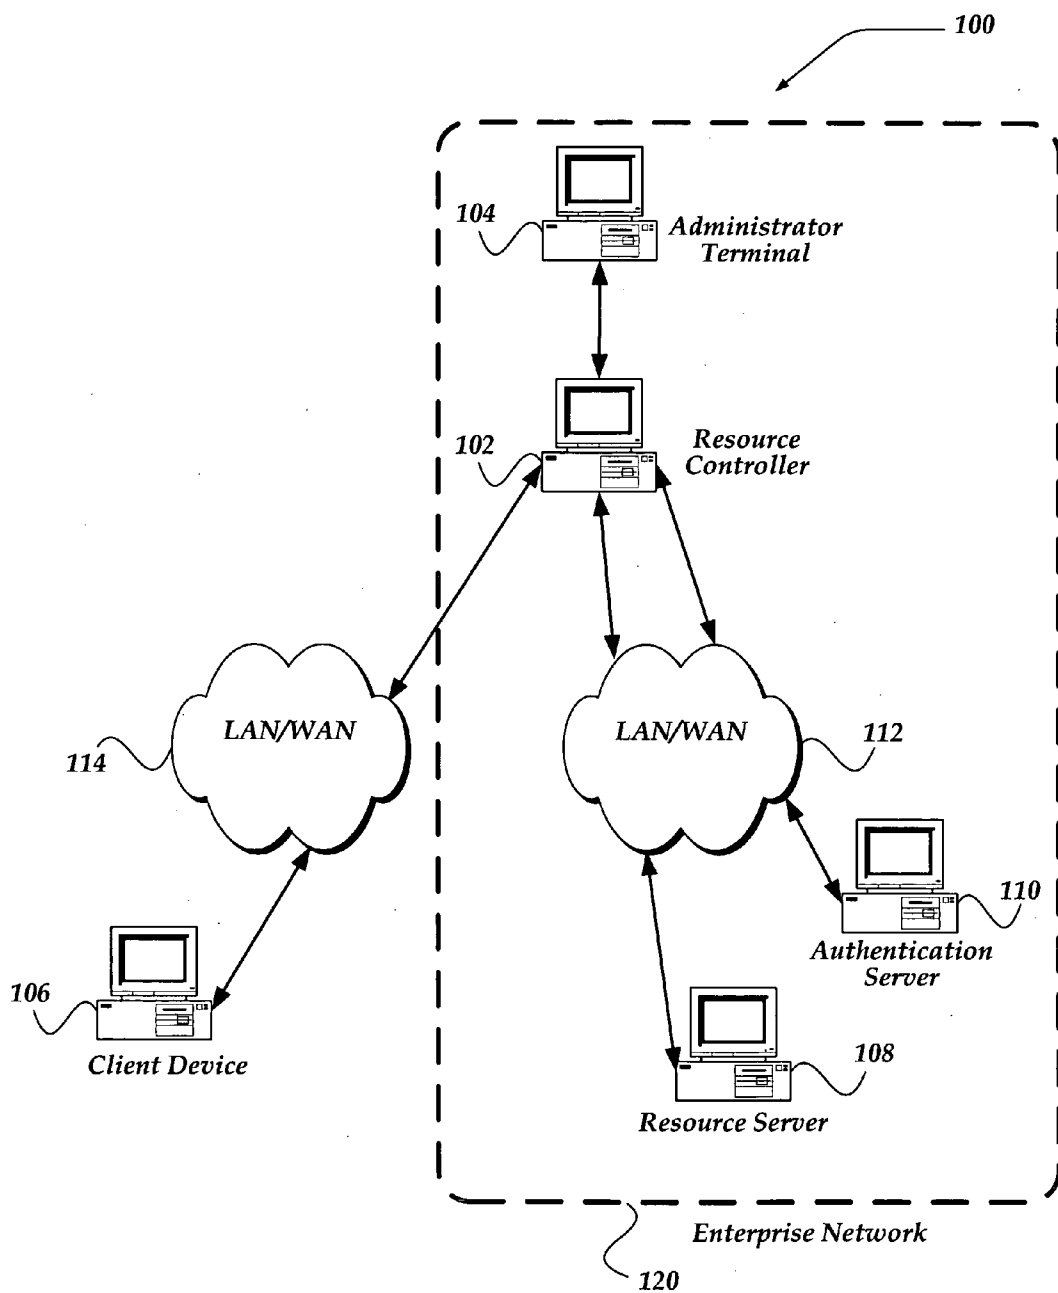 100
104
Administrator
Terminal
102
Resource
Controller
LAN/WAN
114
LAN/WAN
112
110
Authentication
Server
106
Client Device
108
Resource Server
Enterprise Network
120